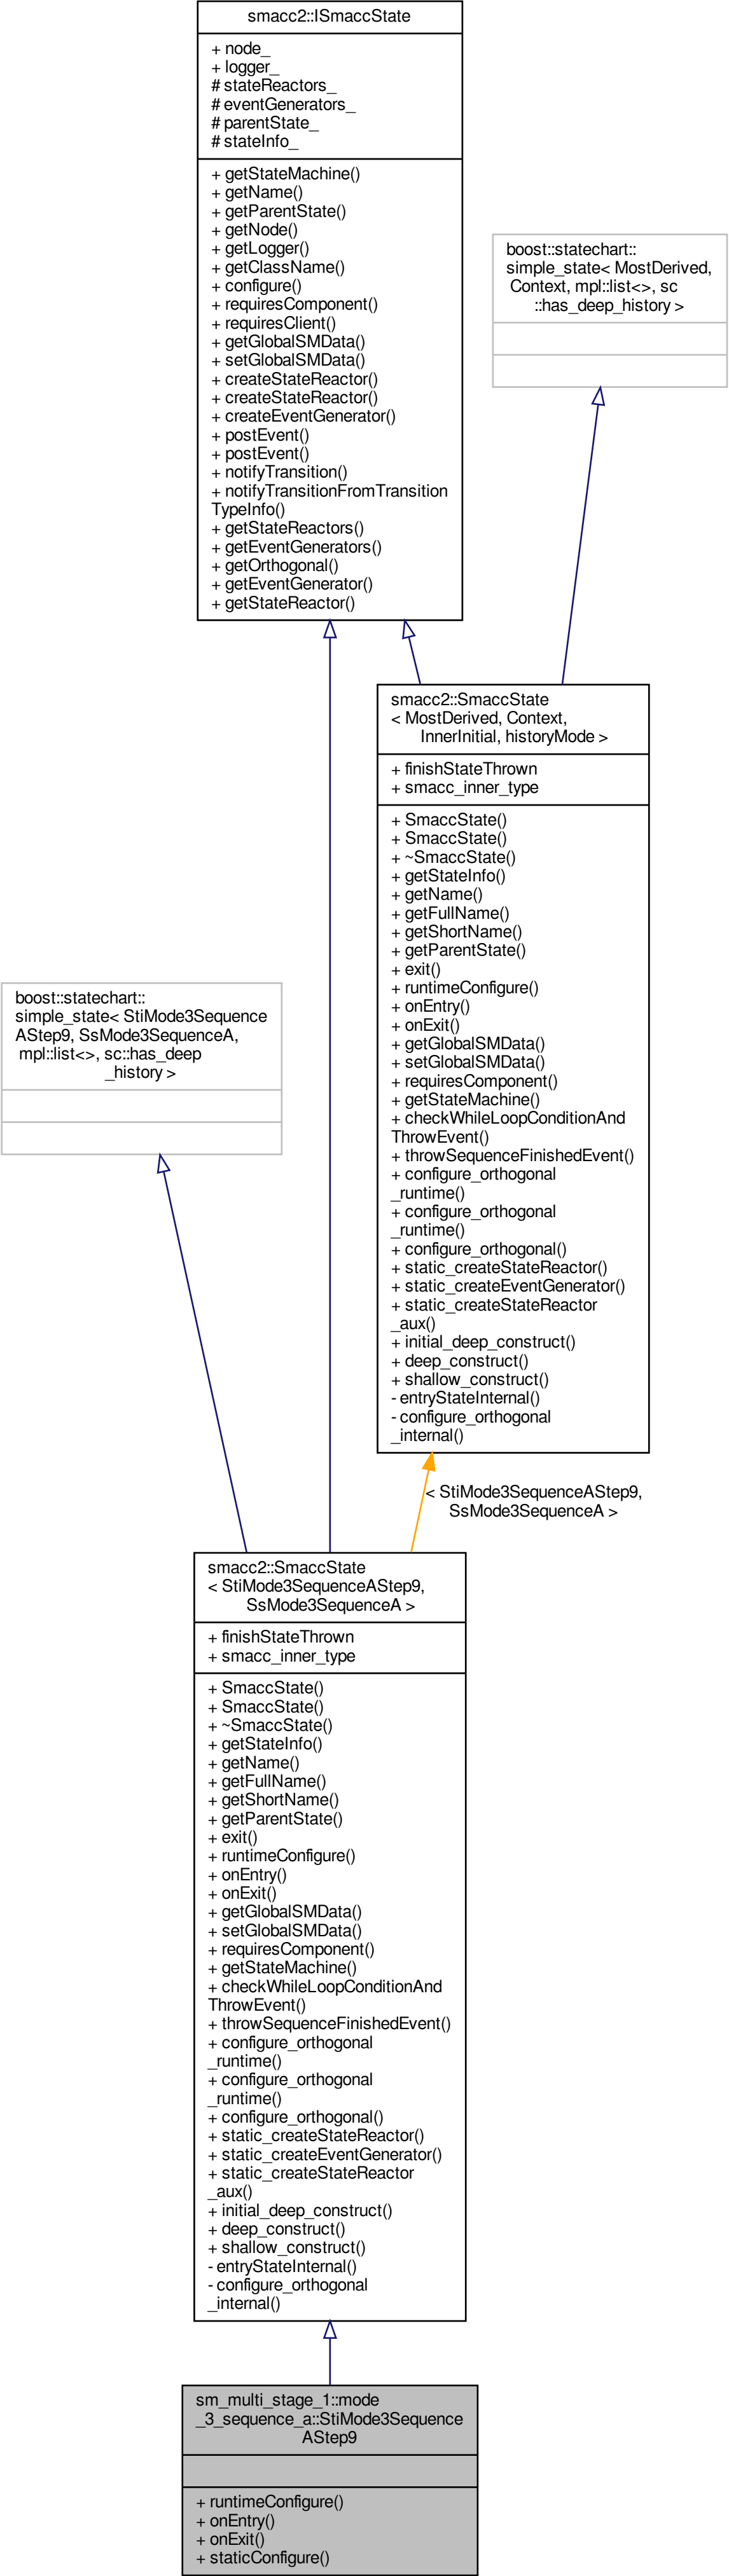 smacc2::ISmaccState
+ node_
+ logger_
# stateReactors_
# eventGenerators_
# parentState_
# stateInfo_
+ getStateMachine()
+ getName()
+ getParentState()
+ getNode()
+ getLogger()
+ getClassName()
+ configure()
+ requiresComponent()
+ requiresClient()
+ getGlobalSMData()
+ setGlobalSMData()
+ createStateReactor()
+ createStateReactor()
+ createEventGenerator()
+ postEvent()
+ postEvent()
+ notifyTransition()
+ notifyTransitionFromTransition
TypeInfo()
+ getStateReactors()
+ getEventGenerators()
+ getOrthogonal()
+ getEventGenerator()
+ getStateReactor()
boost::statechart::
simple_state< MostDerived,
Context, mpl::list<>, sc
::has_deep_history >
smacc2::SmaccState
< MostDerived, Context,
InnerInitial, historyMode >
+ finishStateThrown
+ smacc_inner_type
+ SmaccState()
+ SmaccState()
+ ~SmaccState()
+ getStateInfo()
+ getName()
+ getFullName()
+ getShortName()
+ getParentState()
+ exit()
+ runtimeConfigure()
+ onEntry()
+ onExit()
+ getGlobalSMData()
+ setGlobalSMData()
+ requiresComponent()
+ getStateMachine()
+ checkWhileLoopConditionAnd
ThrowEvent()
+ throwSequenceFinishedEvent()
+ configure_orthogonal
_runtime()
+ configure_orthogonal
_runtime()
+ configure_orthogonal()
+ static_createStateReactor()
+ static_createEventGenerator()
+ static_createStateReactor
_aux()
+ initial_deep_construct()
+ deep_construct()
+ shallow_construct()
- entryStateInternal()
- configure_orthogonal
_internal()
boost::statechart::
simple_state< StiMode3Sequence
AStep9, SsMode3SequenceA,
mpl::list<>, sc::has_deep
_history >
< StiMode3SequenceAStep9,
SsMode3SequenceA >
smacc2::SmaccState
< StiMode3SequenceAStep9,
SsMode3SequenceA >
+ finishStateThrown
+ smacc_inner_type
+ SmaccState()
+ SmaccState()
+ ~SmaccState()
+ getStateInfo()
+ getName()
+ getFullName()
+ getShortName()
+ getParentState()
+ exit()
+ runtimeConfigure()
+ onEntry()
+ onExit()
+ getGlobalSMData()
+ setGlobalSMData()
+ requiresComponent()
+ getStateMachine()
+ checkWhileLoopConditionAnd
ThrowEvent()
+ throwSequenceFinishedEvent()
+ configure_orthogonal
_runtime()
+ configure_orthogonal
_runtime()
+ configure_orthogonal()
+ static_createStateReactor()
+ static_createEventGenerator()
+ static_createStateReactor
_aux()
+ initial_deep_construct()
+ deep_construct()
+ shallow_construct()
- entryStateInternal()
- configure_orthogonal
_internal()
sm_multi_stage_1::mode
_3_sequence_a::StiMode3Sequence
AStep9
+ runtimeConfigure()
+ onEntry()
+ onExit()
+ staticConfigure()